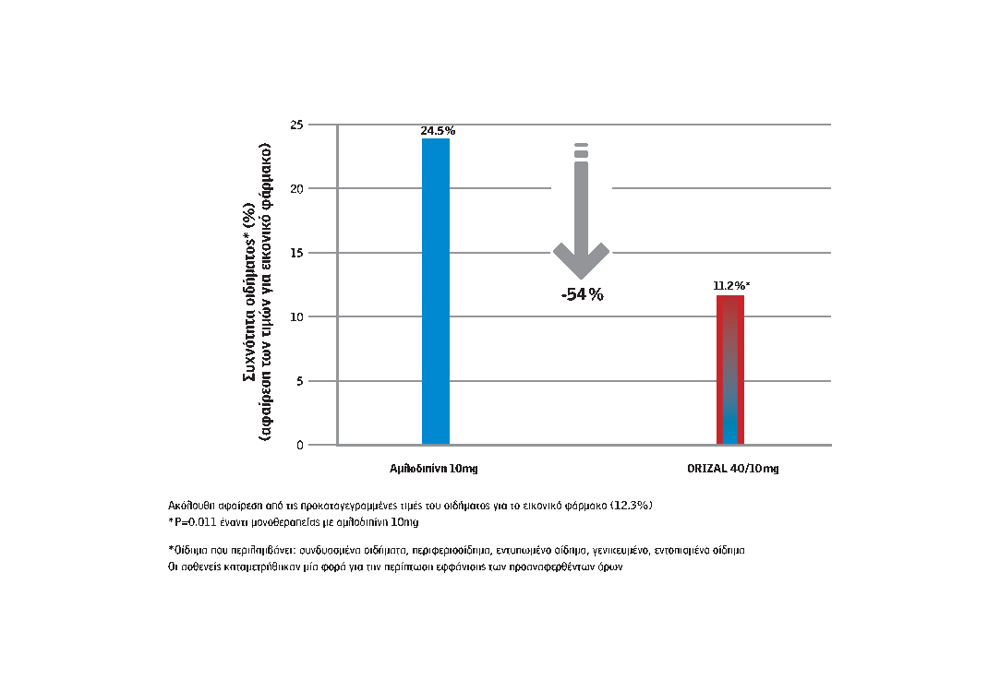 Συχνότητα οιδήματος* (%)
(αφαίρεση των τιμών για εικονικό φάρμακο)
25
20
15
10
5
0
24.5%
-54%
11.2%*
Αμλοδιπίνη 10mg
ORIZAL 40/10mg
Ακόλουθη αφαίρεση από τις προκαταγεγραμμένες τιμές του οιδήματος για το εικονικό φάρμακο (12.3%)
*P=0.011 έναντι μονοθεραπείας με αμλοδιπίνη 10mg
*Οίδημα που περιλαμβάνει: συνδυασμένα οιδήματα, περιφεριοοίδημα, εντυπωμένο οίδημα, γενικευμένο, εντοπισμένο οίδημα
Οι ασθενείς καταμετρήθηκαν μία φορά για την περίπτωση εμφάνισης των προαναφερθέντων όρων